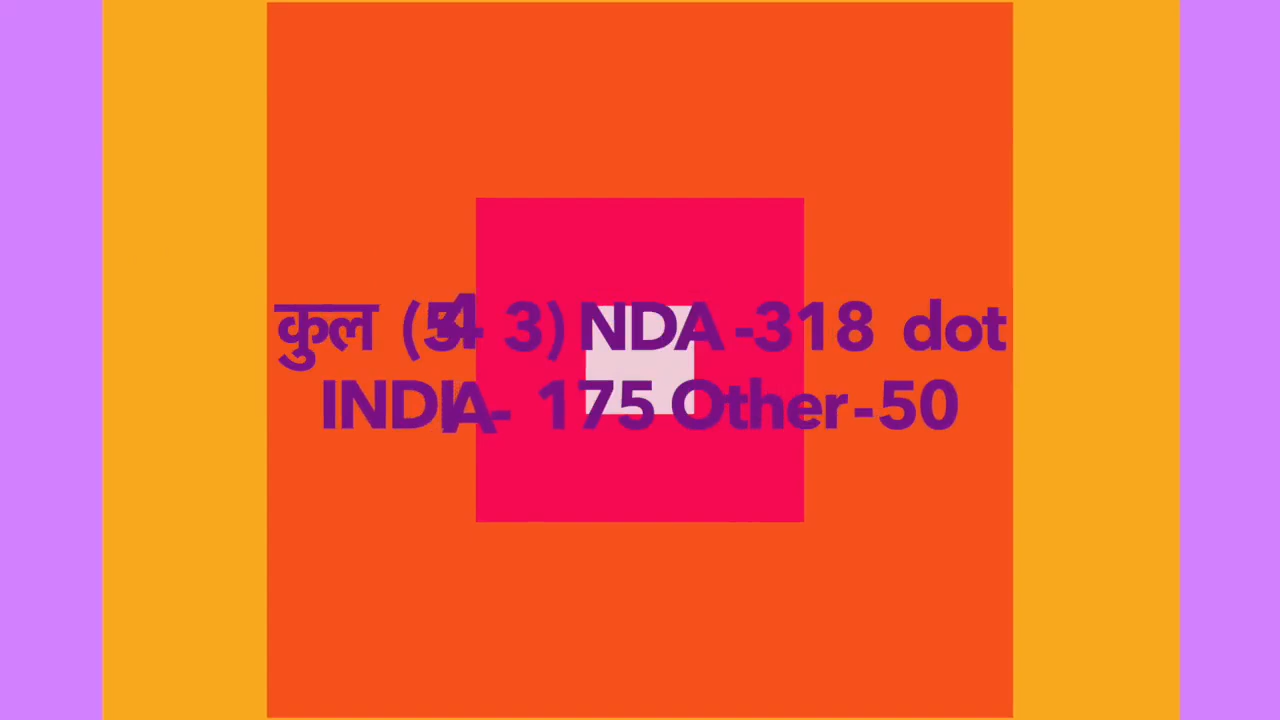 कुल (543) NDA -318 dot
INDIA- 175 Other-50